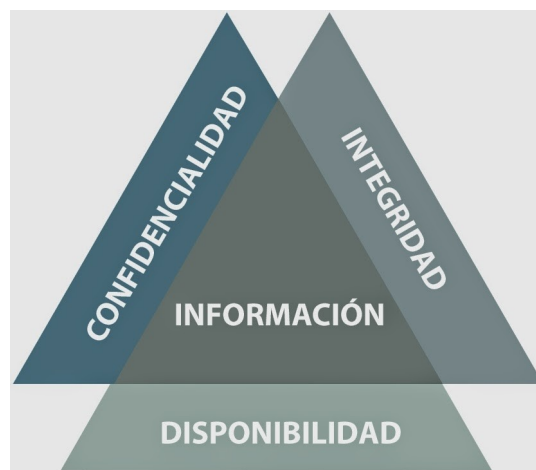 CONFIDENCIALIDAD
INTEGRIDAD
INFORMACIÓN
DISPONIBILIDAD